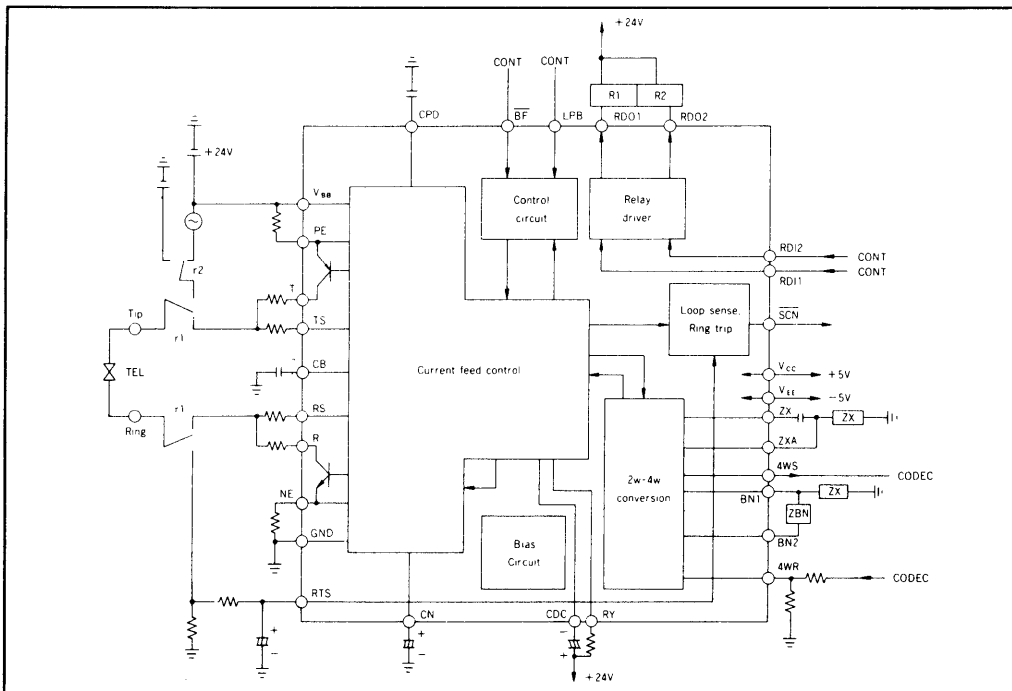 +24V
CONT
CONT
R1
R2
CPD
BF
LPB
RDO1
RDO2
+24V
VBB
Control
circuit
Relay
driver
PE
r2
RDI2
CONT
RDI1
CONT
T
Tip
r1
TS
Loop sense,
Ring trip
SCN
TEL
CB
Current feed control
VCC
+5V
VEE
-5V
r1
RS
ZX
ZX
Ring
R
ZXA
2w-4w
conversion
4WS
CODEC
NE
BN1
ZX
ZBN
GND
Bias
Circuit
BN2
4WR
CODEC
RTS
CN
CDC
RY
+
-
+
-
-
+
+24V